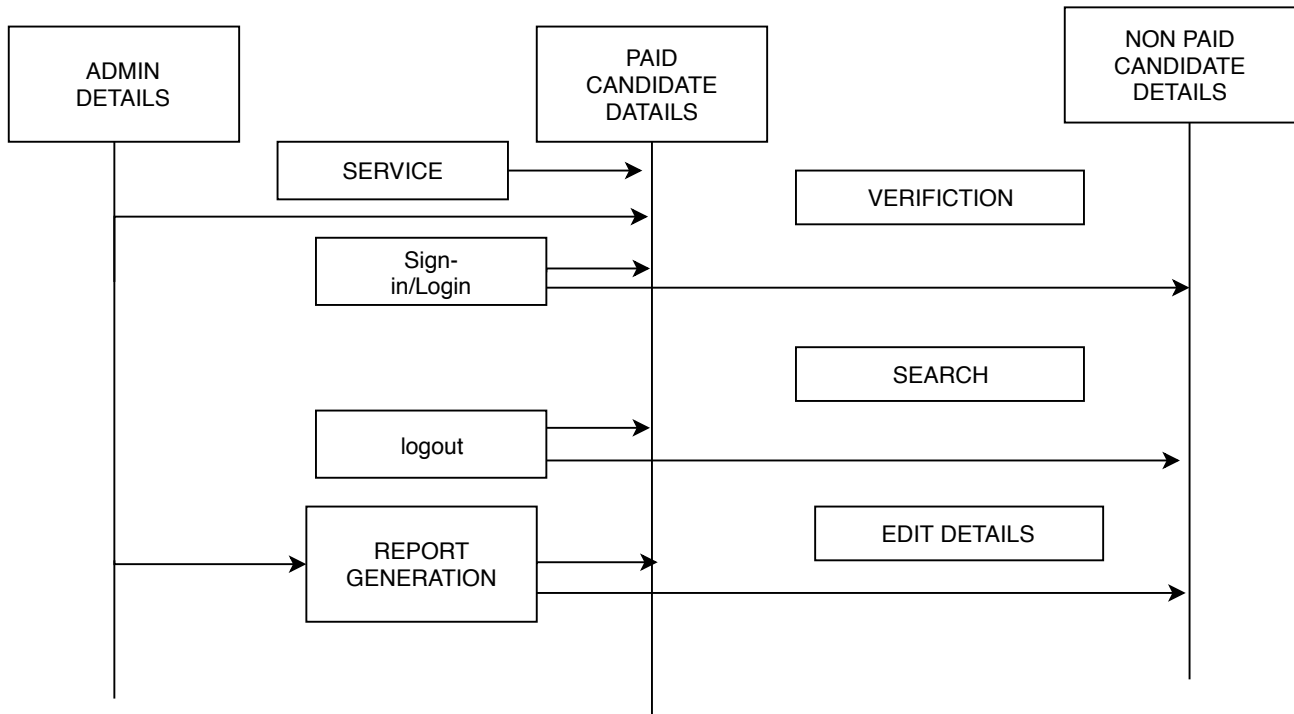 ADMIN
DETAILS
PAID
CANDIDATE
DATAILS
NON PAID
CANDIDATE
DETAILS
SERVICE
VERIFICTION
Sign-
in/Login
SEARCH
logout
EDIT DETAILS
REPORT
GENERATION